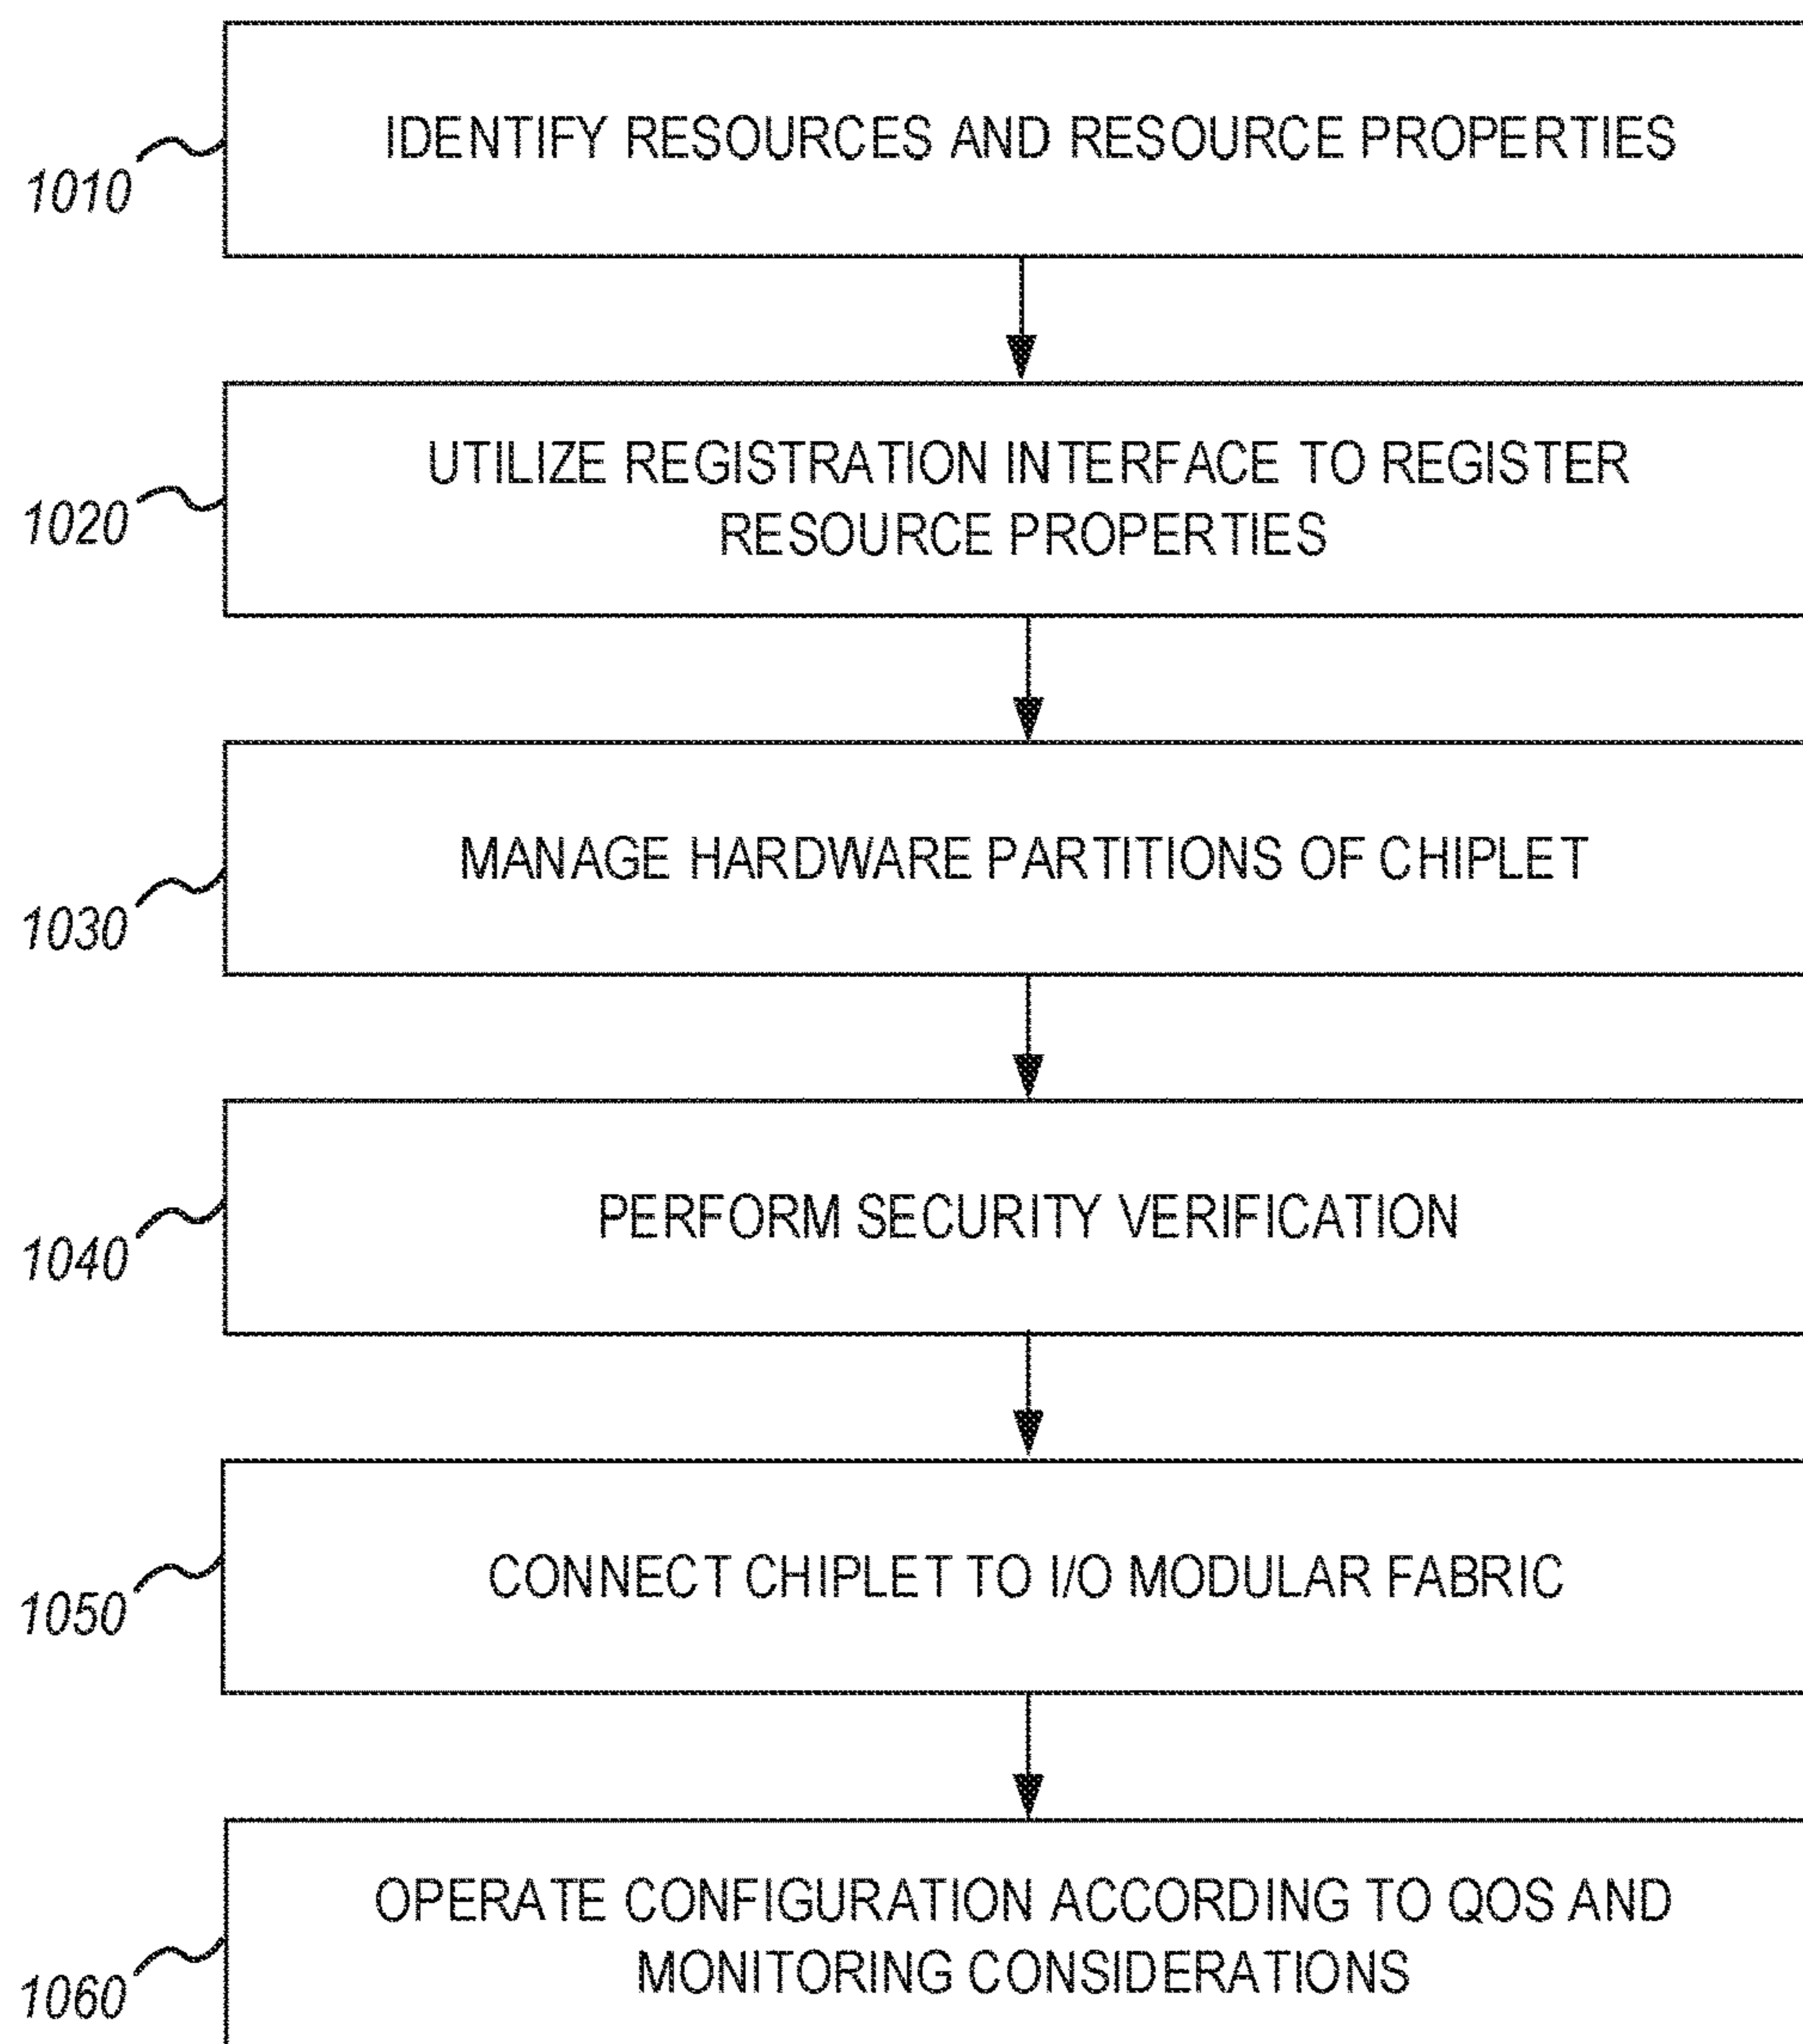 IDENTIFY RESOURCES AND RESOURCE PROPERTIES
1010
UTILIZE REGISTRATION INTERFACE TO REGISTER
RESOURCE PROPERTIES
1020
MANAGE HARDWARE PARTITIONS OF CHIPLET
1030
PERFORM SECURITY VERIFICATION
1040
CONNECT CHIPLET TO I/O MODULAR FABRIC
1050
OPERATE CONFIGURATION ACCORDING TO QOS AND
MONITORING CONSIDERATIONS
1060